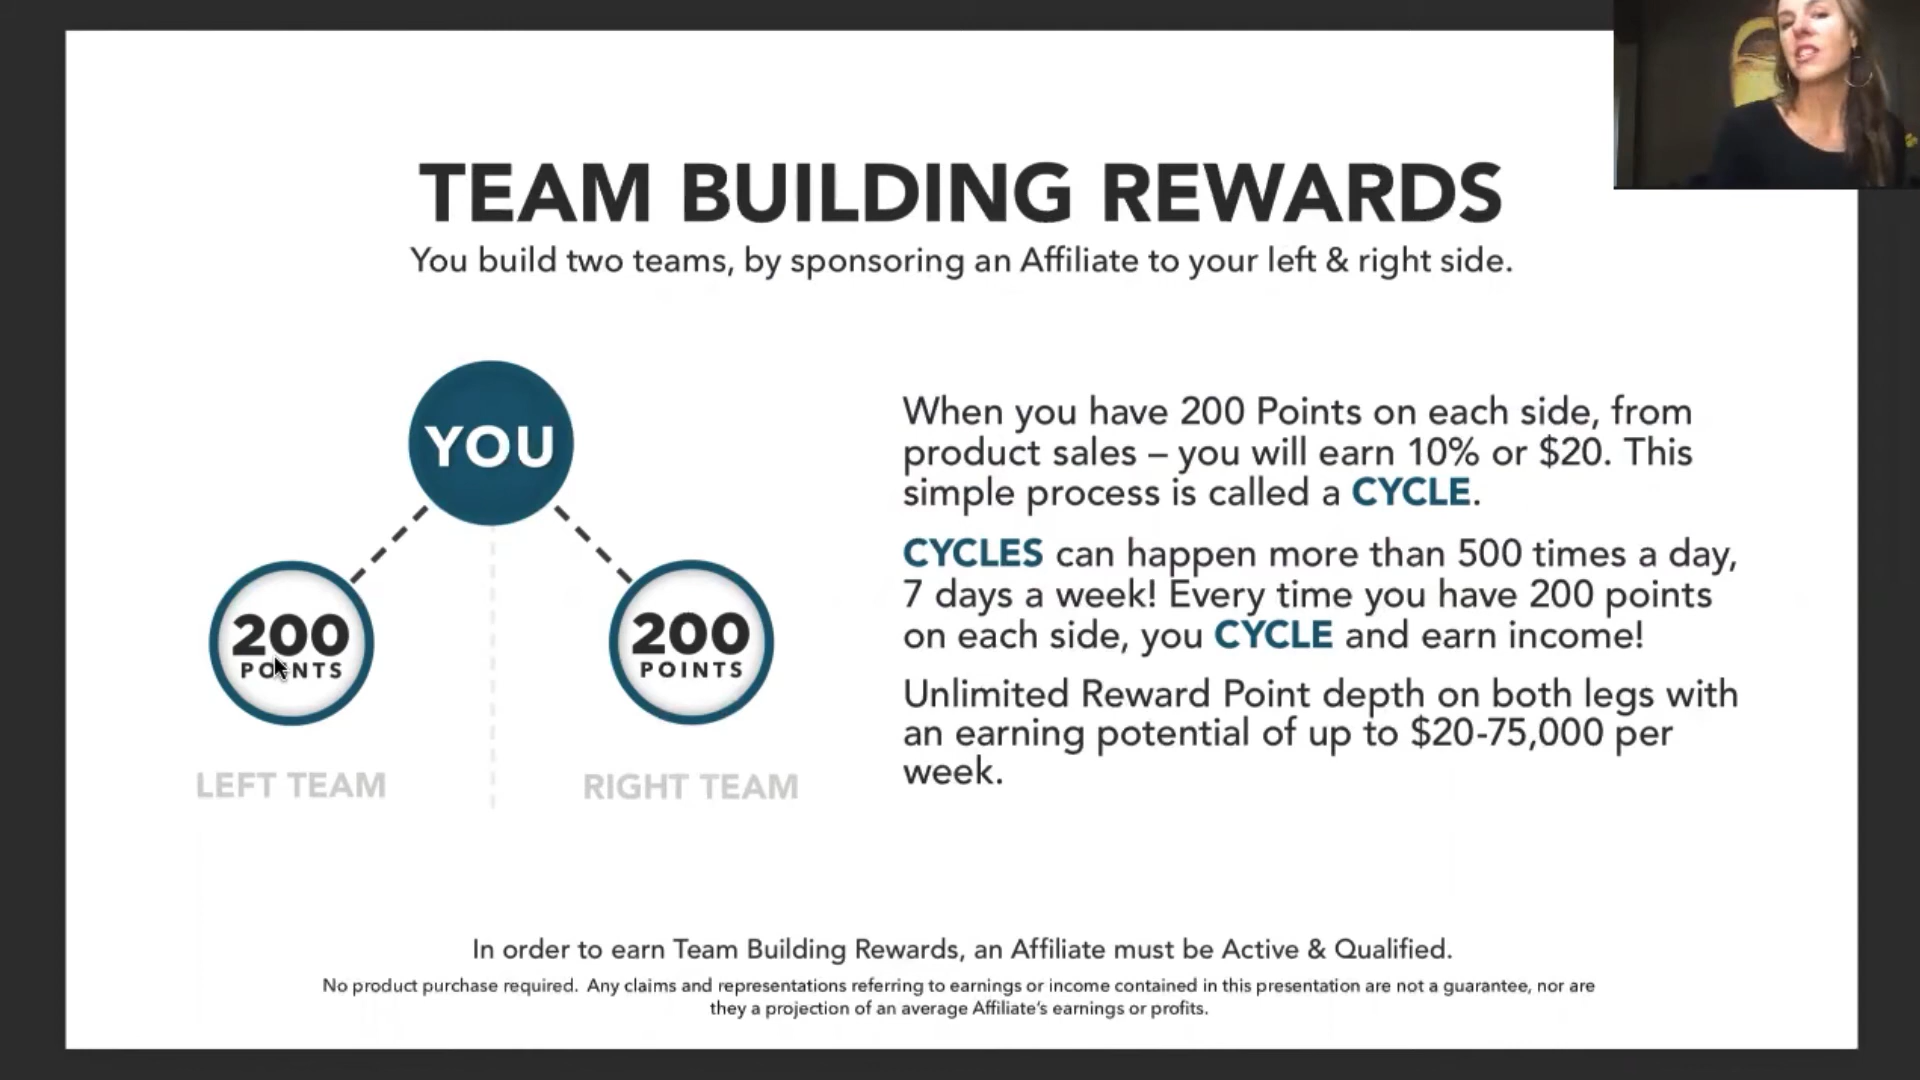 TEAM BUILDING REWARDS
You build two teams, by sponsoring an Affiliate to your left & right side.
YOU
200
POINTS
200
POINTS
LEFT TEAM
RIGHT TEAM
When you have 200 Points on each side, from
product sales – you will earn 10% or $20. This
simple process is called a CYCLE.
CYCLES can happen more than 500 times a day,
7 days a week! Every time you have 200 points
on each side, you CYCLE and earn income!
Unlimited Reward Point depth on both legs with
an earning potential of up to $20-75,000 per
week.
In order to earn Team Building Rewards, an Affiliate must be Active & Qualified.
No product purchase required. Any claims and representations referring to earnings or income contained in this presentation are not a guarantee, nor are
they a projection of an average Affiliate's earnings or profits.